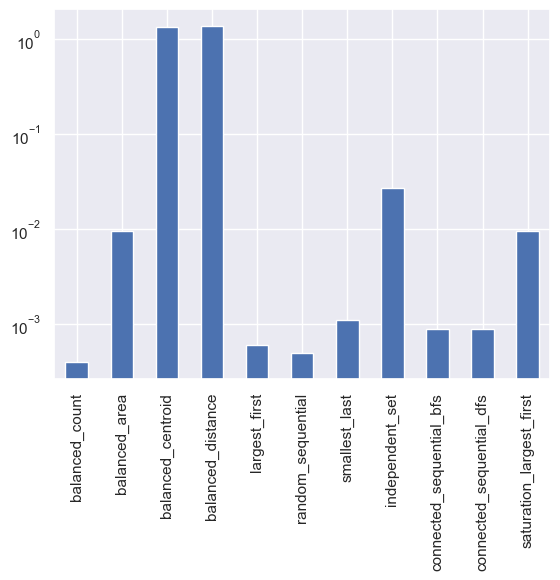 10⁰
10⁻¹
10⁻²
10⁻³
balanced_count
balanced_area
balanced_centroid
balanced_distance
largest_first
random_sequential
smallest_last
independent_set
connected_sequential_bfs
connected_sequential_dfs
saturation_largest_first